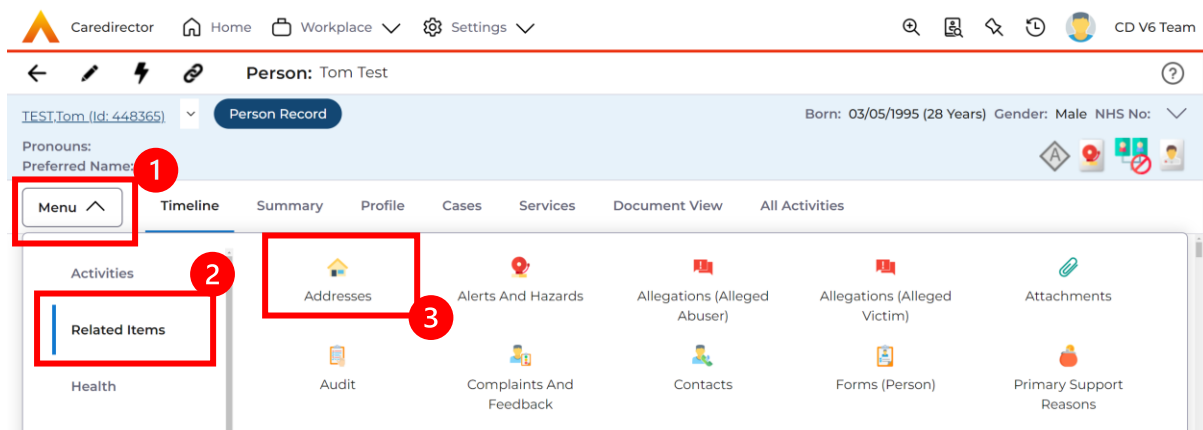 Caredirector Home Workplace Settings CD V6 Team
Person: Tom Test
TEST,Tom (Id: 448365) Person Record Born: 03/05/1995 (28 Years) Gender: Male NHS No:
Pronouns:
Preferred Name:
1
Menu Timeline Summary Profile Cases Services Document View All Activities
Activities
2
Related Items
Health
Addresses
3
Alerts And Hazards
Allegations (Alleged
Abuser)
Allegations (Alleged
Victim)
Attachments
Audit
Complaints And
Feedback
Contacts
Forms (Person)
Primary Support
Reasons